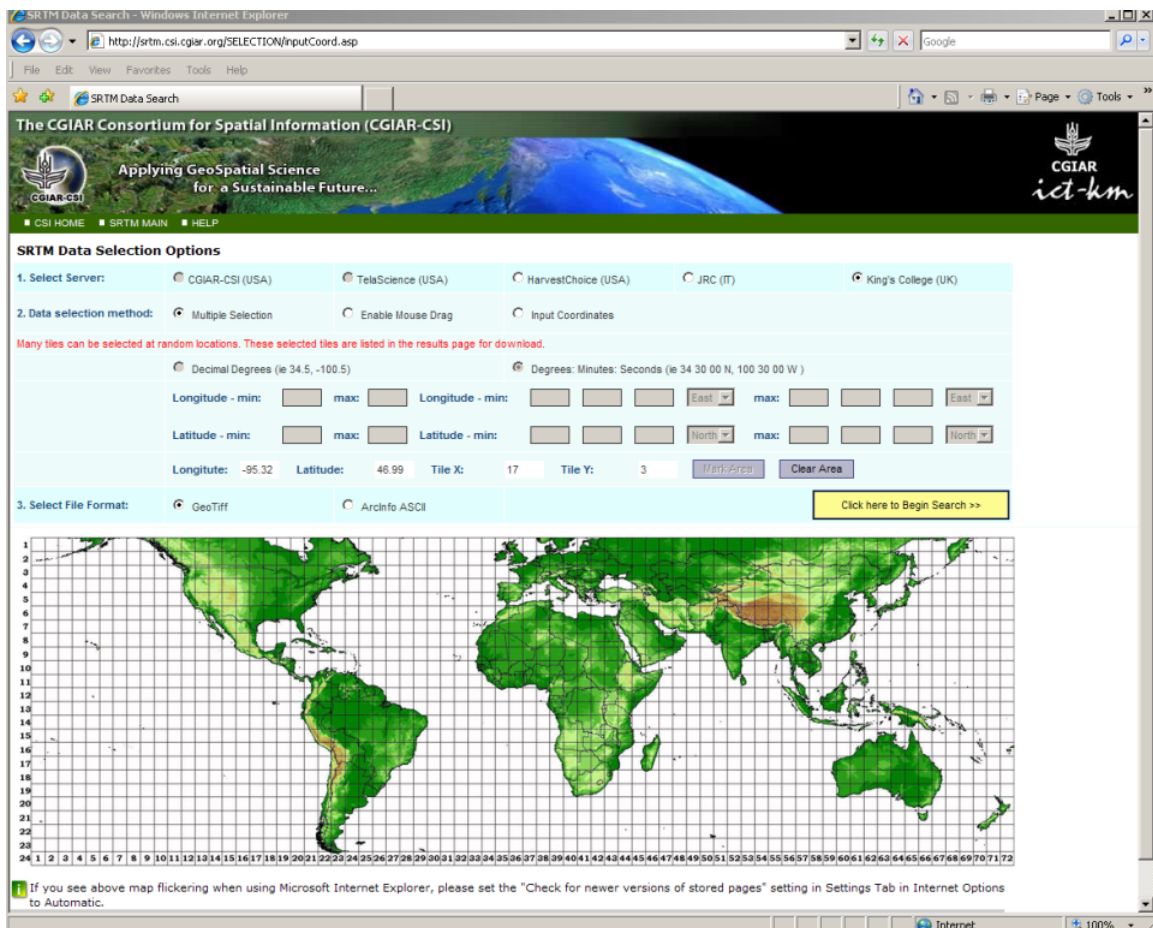 SRTM Data Search - Windows Internet Explorer
http://srtm.csi.cgiar.org/SELECTION/inputCoord.asp
Google
File Edit View Favorites Tools Help
SRTM Data Search
Page Tools
The CGIAR Consortium for Spatial Information (CGIAR-CSI)
Applying GeoSpatial Science
for a Sustainable Future...
CGIAR-CSI
CGIAR
ict-km
CSI HOME SRTM MAIN HELP
SRTM Data Selection Options
1. Select Server: CGIAR-CSI (USA) TelaScience (USA) HarvestChoice (USA) JRC (IT) King's College (UK)
2. Data selection method: Multiple Selection Enable Mouse Drag Input Coordinates
Many tiles can be selected at random locations. These selected tiles are listed in the results page for download.
Decimal Degrees (ie 34.5, -100.5) Degrees: Minutes: Seconds (ie 34 30 00 N, 100 30 00 W )
Longitude - min: max: Longitude - min: East max: East
Latitude - min: max: Latitude - min: North max: North
Longitute: -95.32 Latitude: 46.99 Tile X: 17 Tile Y: 3 Mark Area Clear Area
3. Select File Format: GeoTiff ArcInfo ASCII Click here to Begin Search >>
1
2
3
4
5
6
7
8
9
10
11
12
13
14
15
16
17
18
19
20
21
22
23
24 1 2 3 4 5 6 7 8 9 10 11 12 13 14 15 16 17 18 19 20 21 22 23 24 25 26 27 28 29 30 31 32 33 34 35 36 37 38 39 40 41 42 43 44 45 46 47 48 49 50 51 52 53 54 55 56 57 58 59 60 61 62 63 64 65 66 67 68 69 70 71 72
If you see above map flickering when using Microsoft Internet Explorer, please set the "Check for newer versions of stored pages" setting in Settings Tab in Internet Options
to Automatic.
Internet 100%